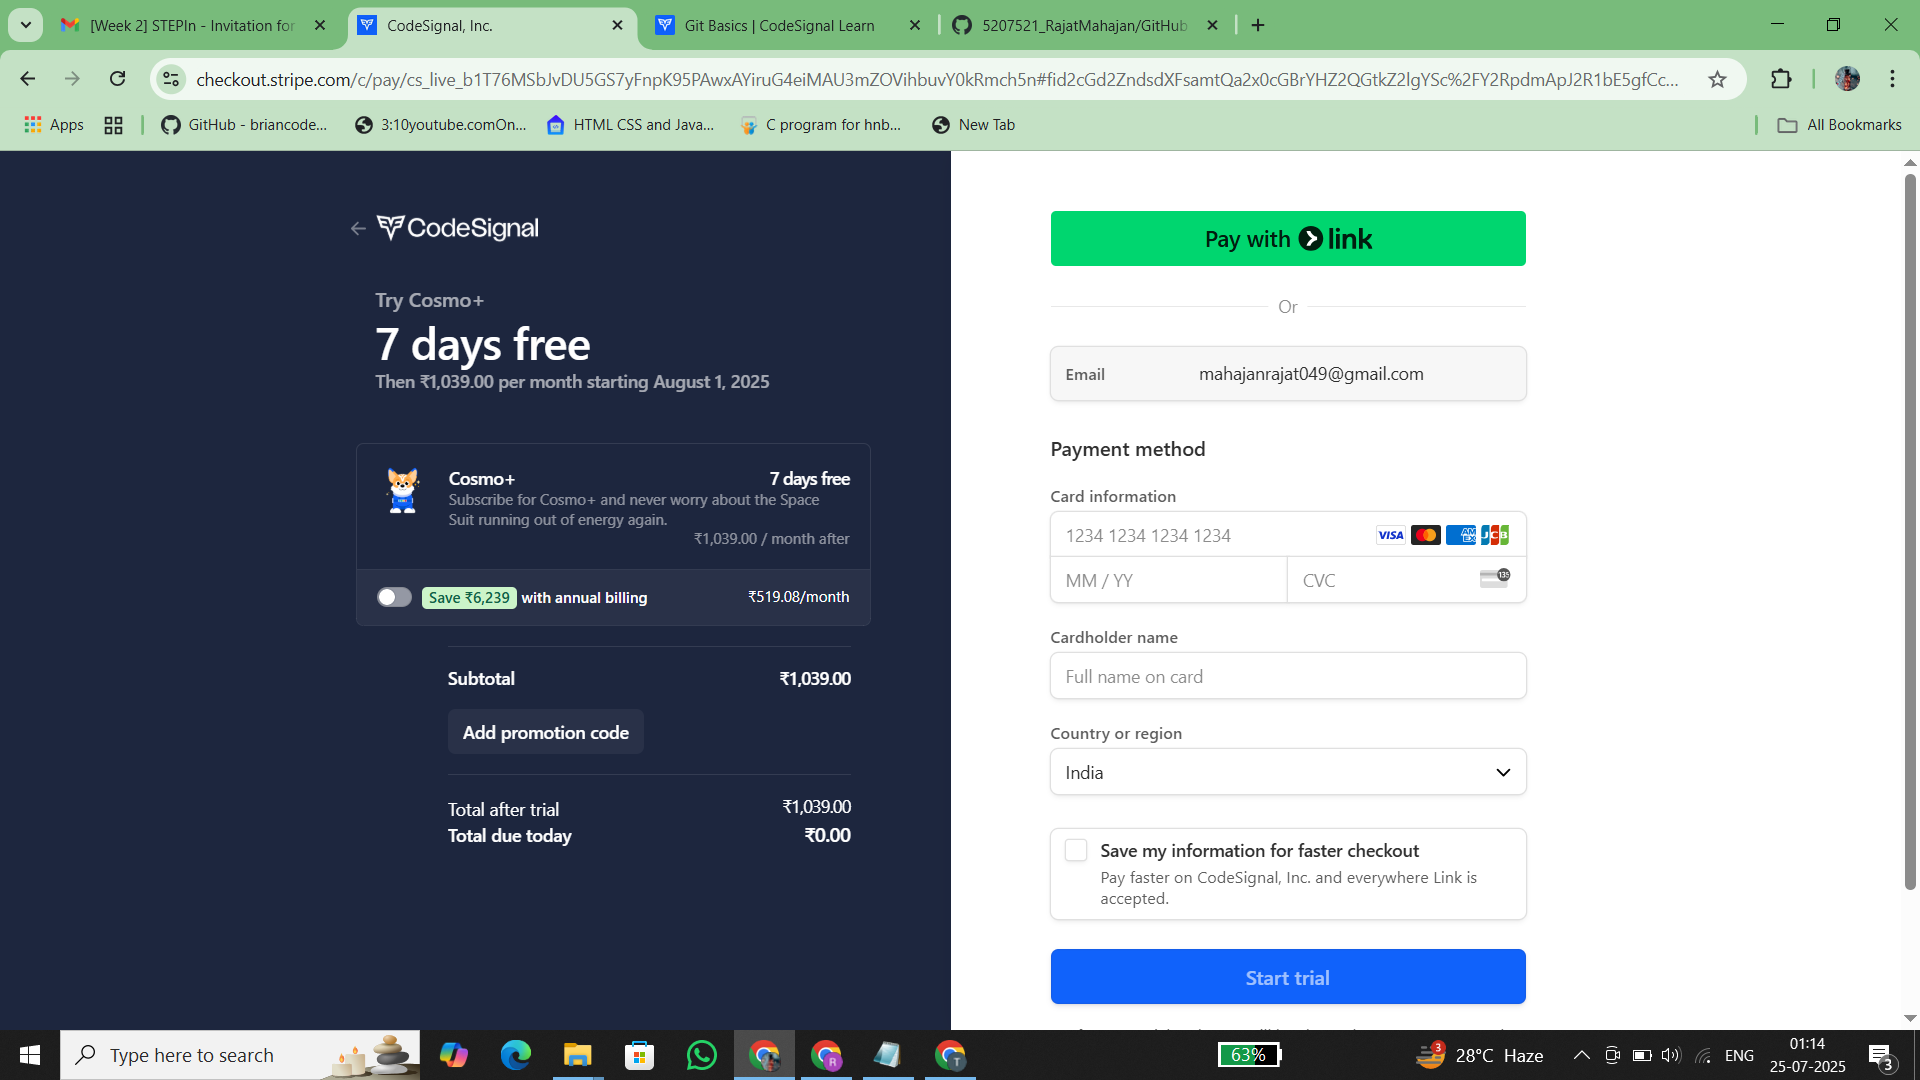 [Week 2] STEPIn - Invitation for
CodeSignal, Inc.
Git Basics | CodeSignal Learn
5207521_RajatMahajan/GitHub
checkout.stripe.com/c/pay/cs_live_b1T76MSbJvDU5GS7yFnpK95PAwxAYiruG4eiMAU3mZOVihbuvY0kRmch5n#fid2cGd2ZndsdXFsamtQa2x0cGBrYHZ2QGtkZ2lgYSc%2FY2RpdmApJ2R1bE5gfCc...
Apps
GitHub - briancode...
3:10youtube.comOn...
HTML CSS and Java...
C program for hnb...
New Tab
All Bookmarks
CodeSignal
Try Cosmo+
7 days free
Then ₹1,039.00 per month starting August 1, 2025
Cosmo+ 7 days free
Subscribe for Cosmo+ and never worry about the Space
Suit running out of energy again.
₹1,039.00 / month after
Save ₹6,239 with annual billing ₹519.08/month
Subtotal ₹1,039.00
Add promotion code
Total after trial ₹1,039.00
Total due today ₹0.00
Pay with link
Or
Email mahajanrajat049@gmail.com
Payment method
Card information
1234 1234 1234 1234
VISA
AM
EX
JCB
MM / YY
CVC
135
Cardholder name
Full name on card
Country or region
India
Save my information for faster checkout
Pay faster on CodeSignal, Inc. and everywhere Link is
accepted.
Start trial
Type here to search
R
T
63%
3
28°C Haze
ENG
01:14
25-07-2025
3